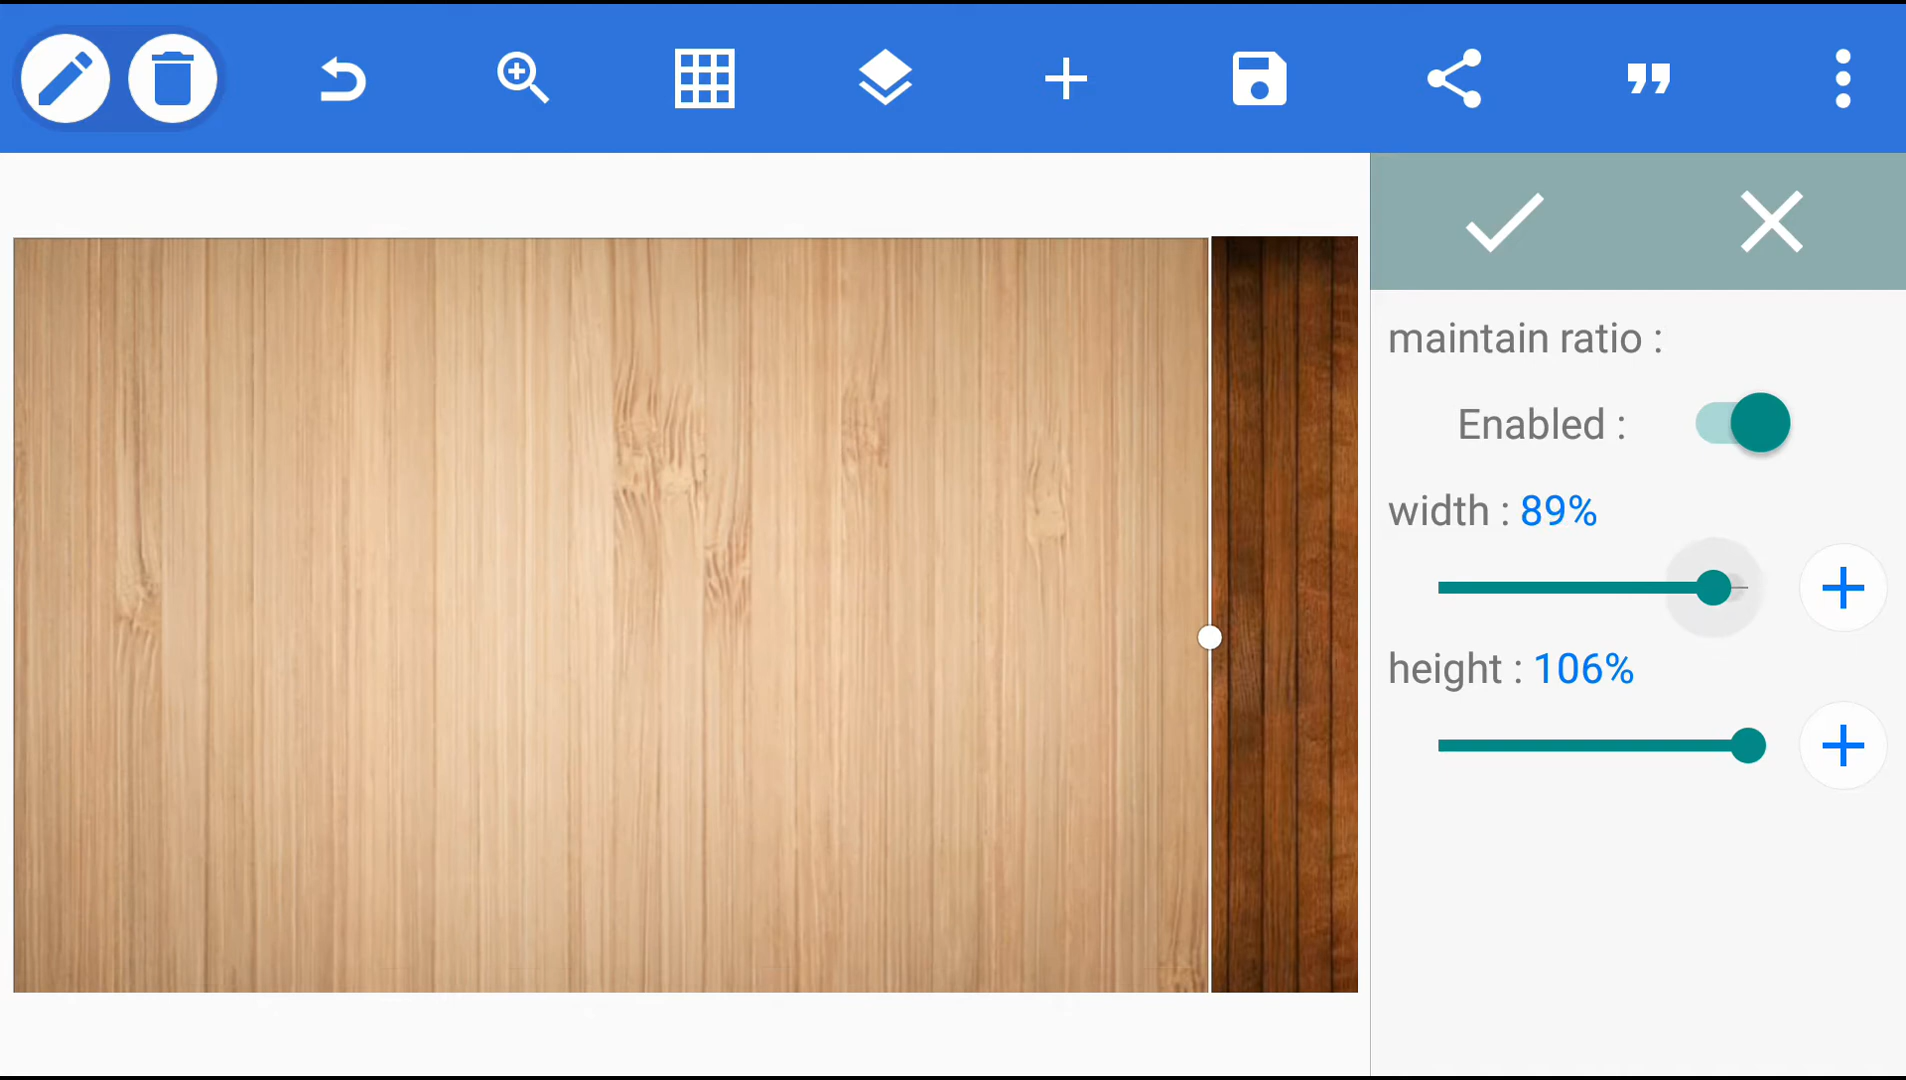 maintain ratio :
Enabled :
width : 89%
height : 106%